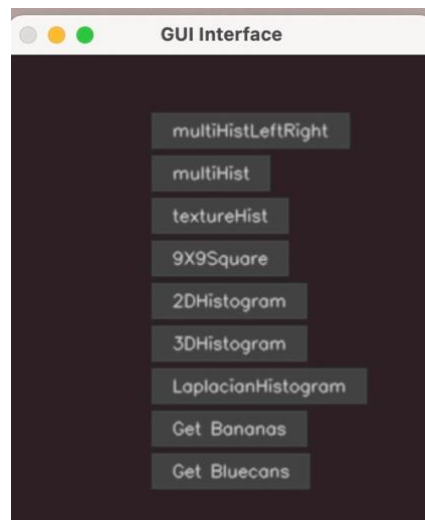 GUI Interface
multiHistLeftRight
multiHist
textureHist
9X9Square
2DHistogram
3DHistogram
LaplacianHistogram
Get Bananas
Get Bluecans